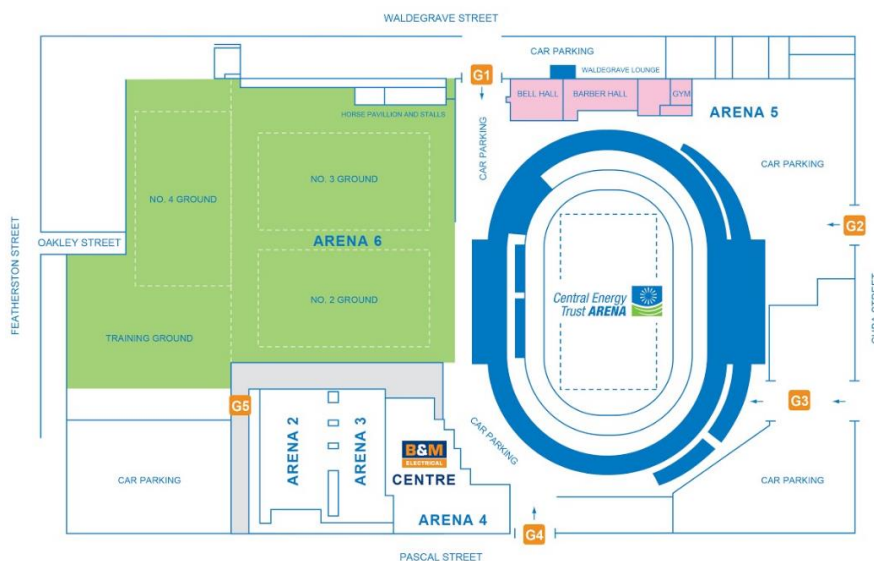 WALDEGRAVE STREET
CAR PARKING
G1
WALDEGRAVE LOUNGE
BELL HALL
BARBER HALL
GYM
ARENA 5
HORSE PAVILLION AND STALLS
CAR PARKING
CAR PARKING
NO. 3 GROUND
NO. 4 GROUND
G2
OAKLEY STREET
ARENA 6
FEATHERSTON STREET
NO. 2 GROUND
Central Energy
Trust ARENA
CUBA STREET
TRAINING GROUND
G5
G3
ARENA 2
ARENA 3
CAR PARKING
B&M
ELECTRICAL
CENTRE
CAR PARKING
CAR PARKING
ARENA 4
G4
PASCAL STREET